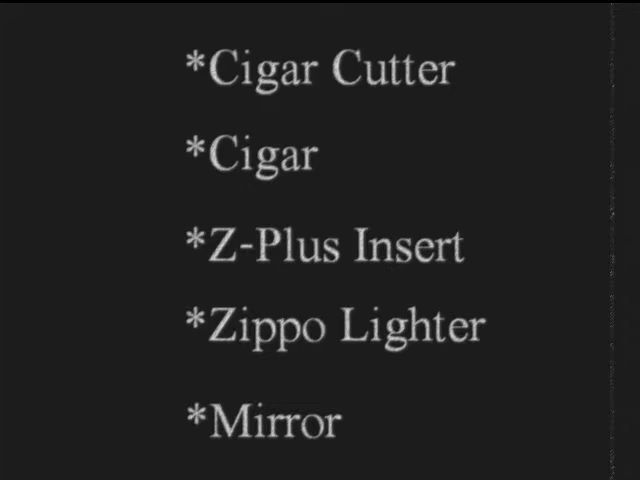 *Cigar Cutter
*Cigar
*Z-Plus Insert
*Zippo Lighter
*Mirror